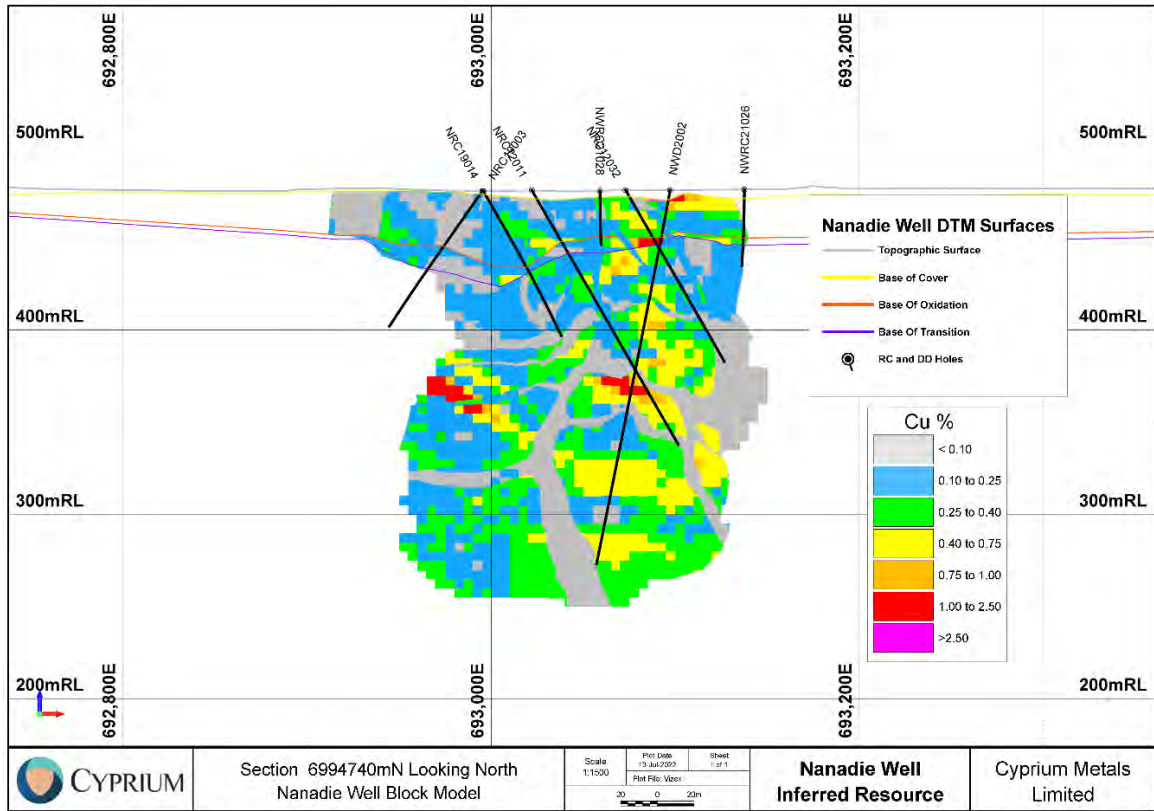 692,800E
693,000E
693,200E
500mRL
500mRL
NRC19014
NRC19003
NWRC21028
NRC12032
NWD2002
NWRC21026
Nanadie Well DTM Surfaces
Topographic Surface
Base of Cover
Base Of Oxidation
Base Of Transition
RC and DD Holes
400mRL
400mRL
Cu %
< 0.10
0.10 to 0.25
0.25 to 0.40
0.40 to 0.75
0.75 to 1.00
1.00 to 2.50
>2.50
300mRL
300mRL
692,800E
693,000E
693,200E
200mRL
200mRL
CYPRIUM
Section 6994740mN Looking North
Nanadie Well Block Model
Scale
1:1500
Plot Date
13-Jul-2022
Sheet
1 of 1
Plot File: Vizex
20 0 20m
Nanadie Well
Inferred Resource
Cyprium Metals
Limited